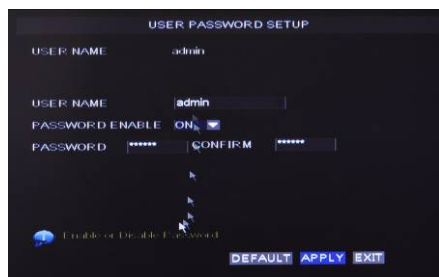 USER PASSWORD SETUP
USER NAME admin
USER NAME admin
PASSWORD ENABLE ON
PASSWORD ****** CONFIRM ******
Enable or Disable Password
DEFAULT APPLY EXIT